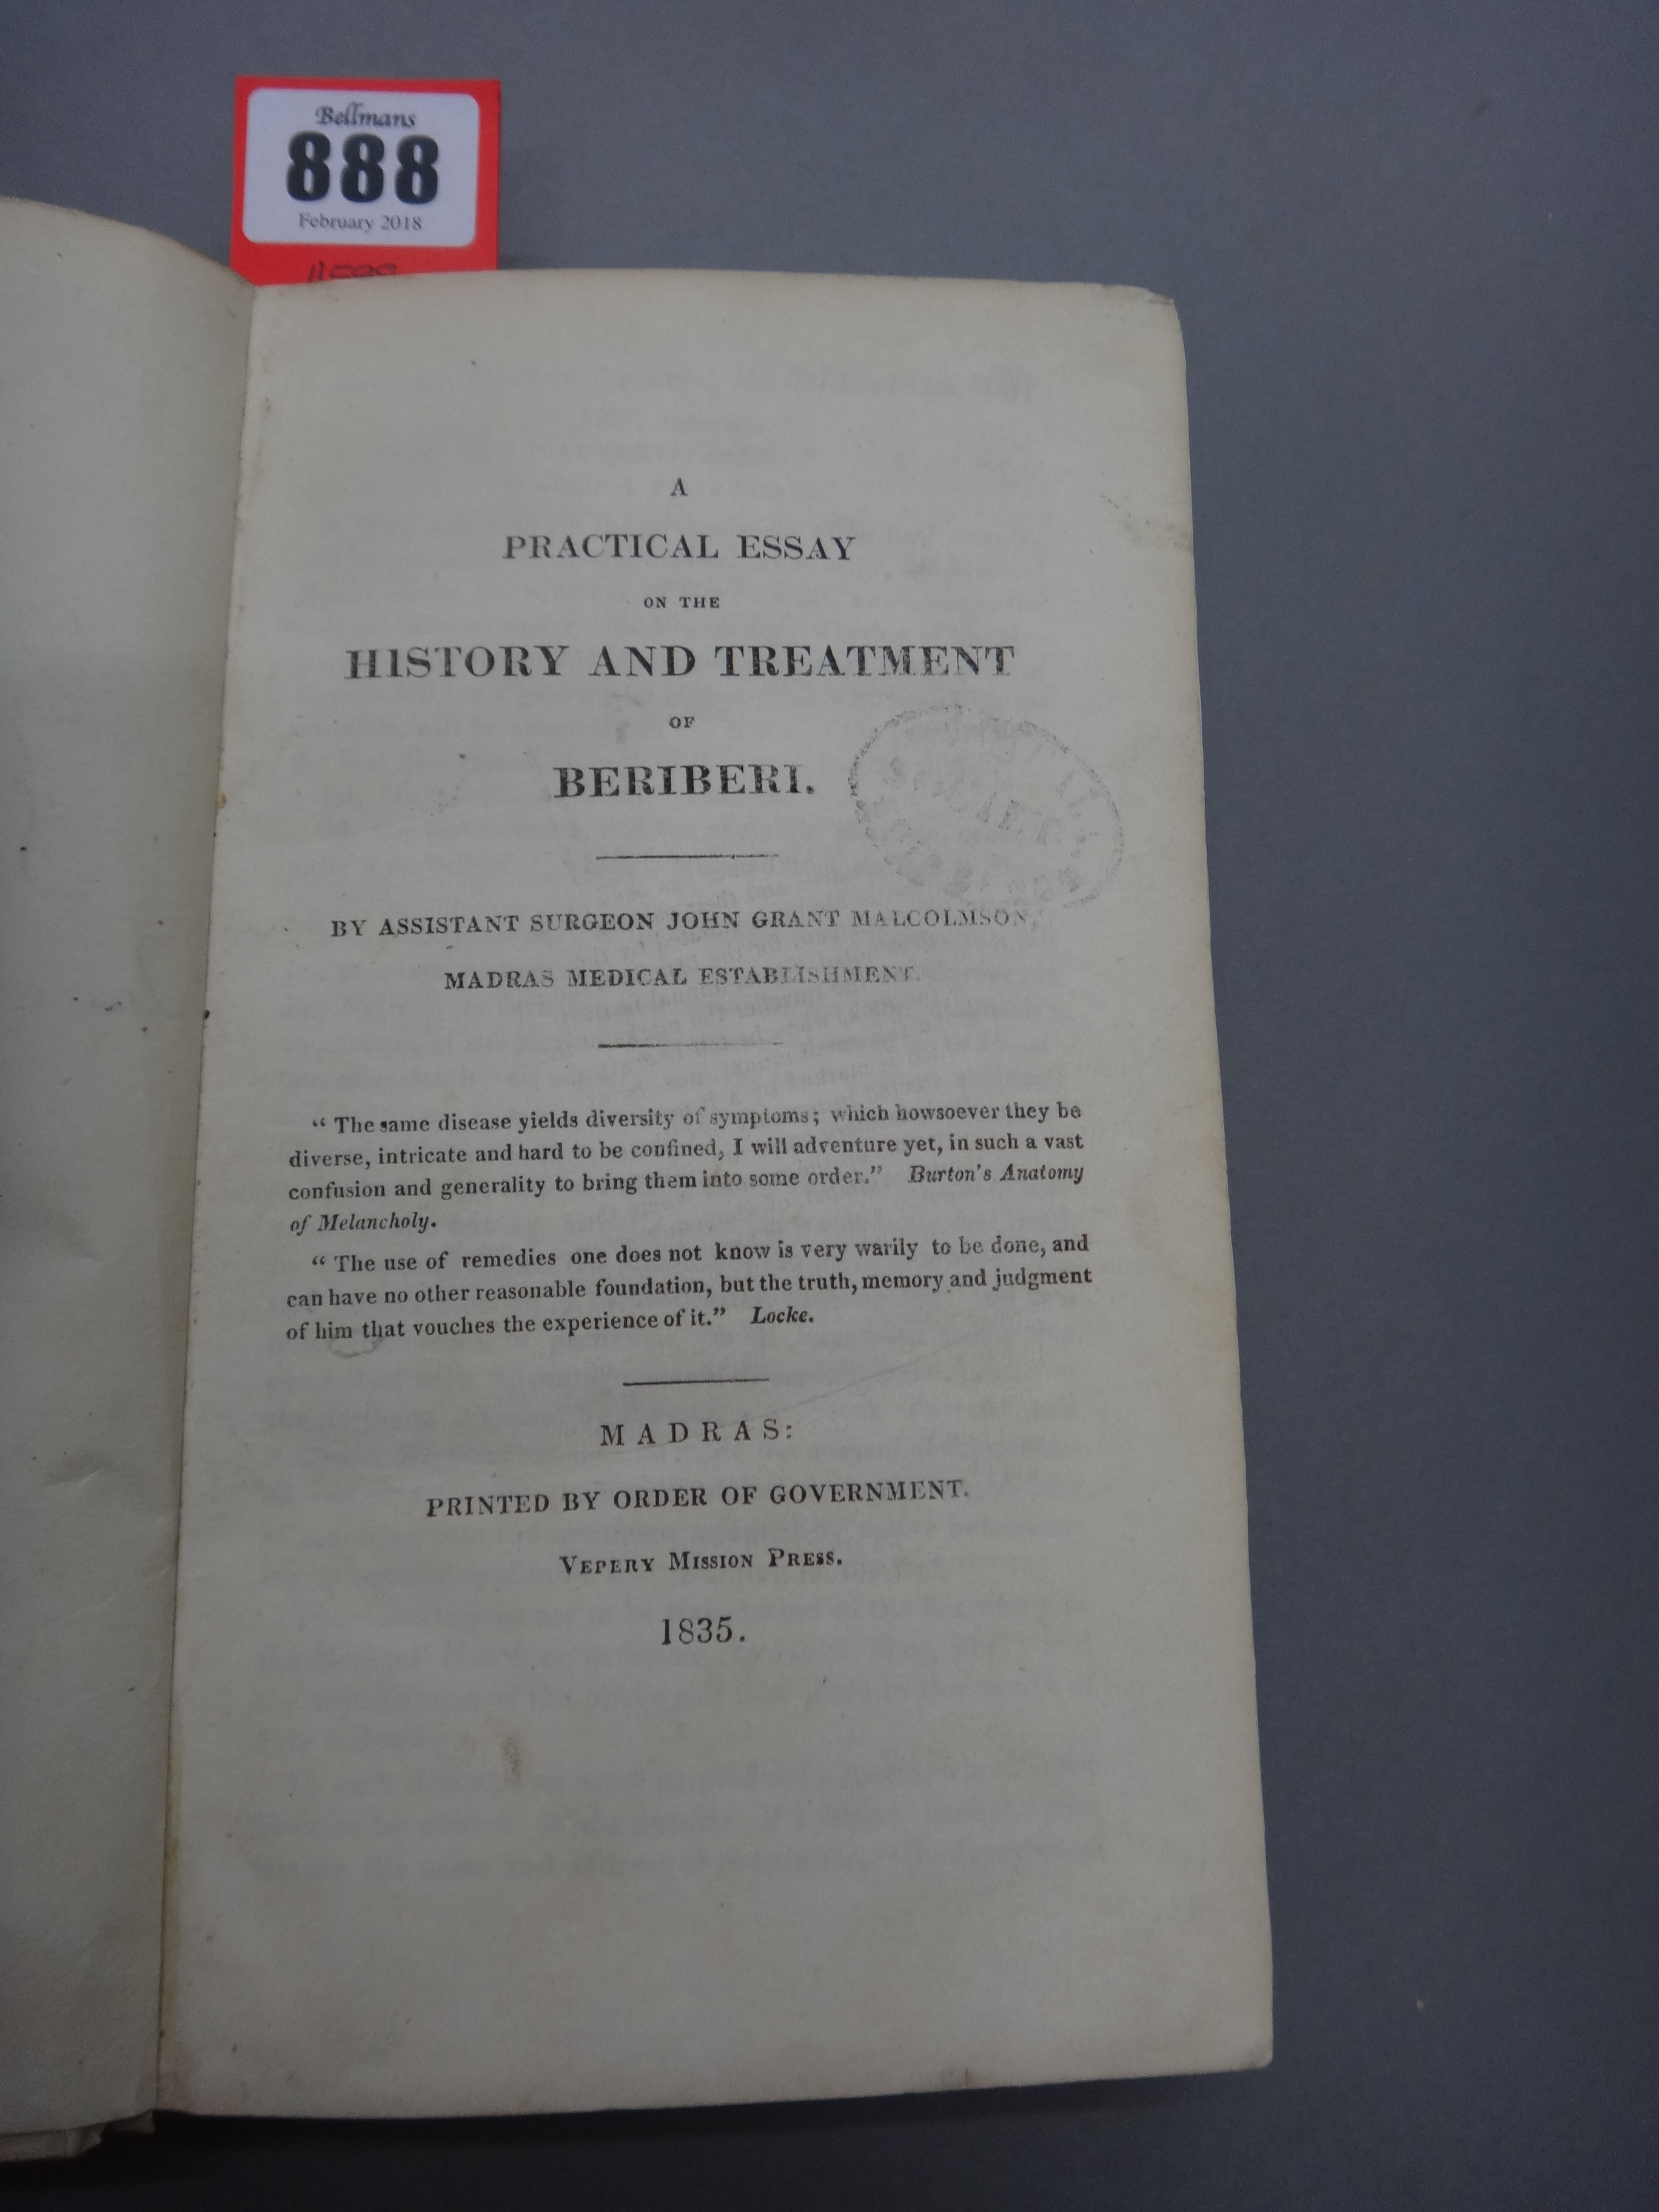 Bellmans
888
February 2018
A
PRACTICAL ESSAY
ON THE
HISTORY AND TREATMENT
OF
BERIBERI.
BY ASSISTANT SURGEON JOHN GRANT MALCOLMSON,
MADRAS MEDICAL ESTABLISHMENT.
“ The same disease yields diversity of symptoms; which howsoever they be
diverse, intricate and hard to be confined, I will adventure yet, in such a vast
confusion and generality to bring them into some order.” Burton's Anatomy
of Melancholy.
“ The use of remedies one does not know is very warily to be done, and
can have no other reasonable foundation, but the truth, memory and judgment
of him that vouches the experience of it.” Locke.
MADRAS:
PRINTED BY ORDER OF GOVERNMENT.
VEPERY MISSION PRESS.
1835.